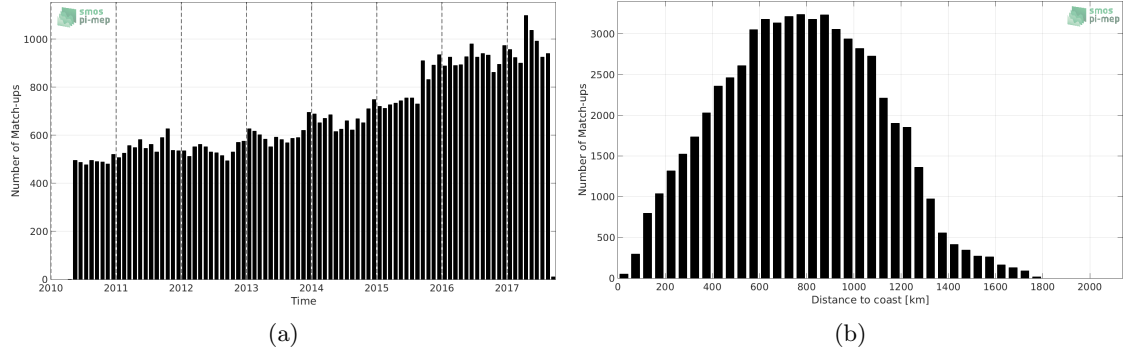 smos
pi-mep
Number of Match-ups
1000
800
600
400
200
0
2010 2011 2012 2013 2014 2015 2016 2017
Time
(a)
smos
pi-mep
Number of Match-ups
3000
2500
2000
1500
1000
500
0
0 200 400 600 800 1000 1200 1400 1600 1800 2000
Distance to coast [km]
(b)